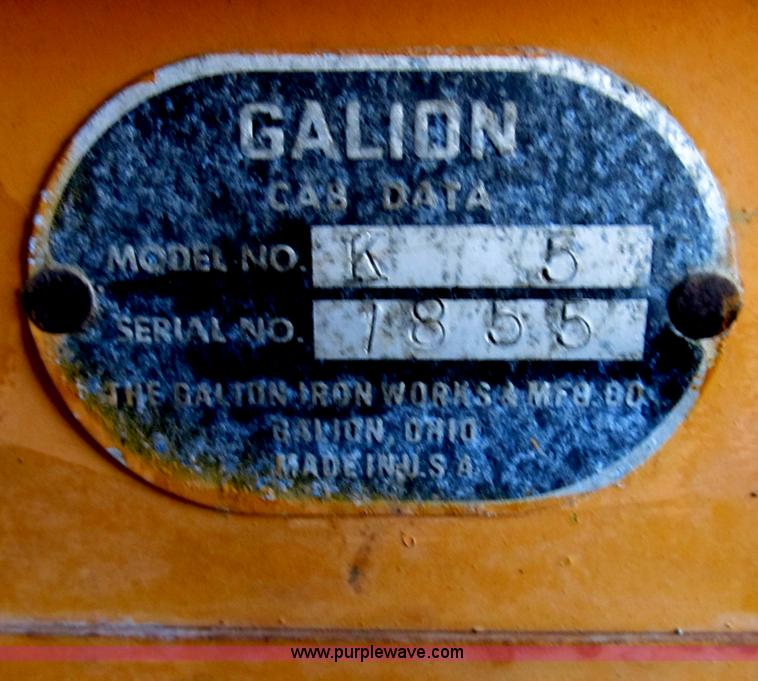 GALION
CAB DATA
MODEL NO. K 5
SERIAL NO. 7855
THE GALION IRON WORKS & MFG. CO.
GALION, OHIO
MADE IN U.S.A.
www.purplewave.com